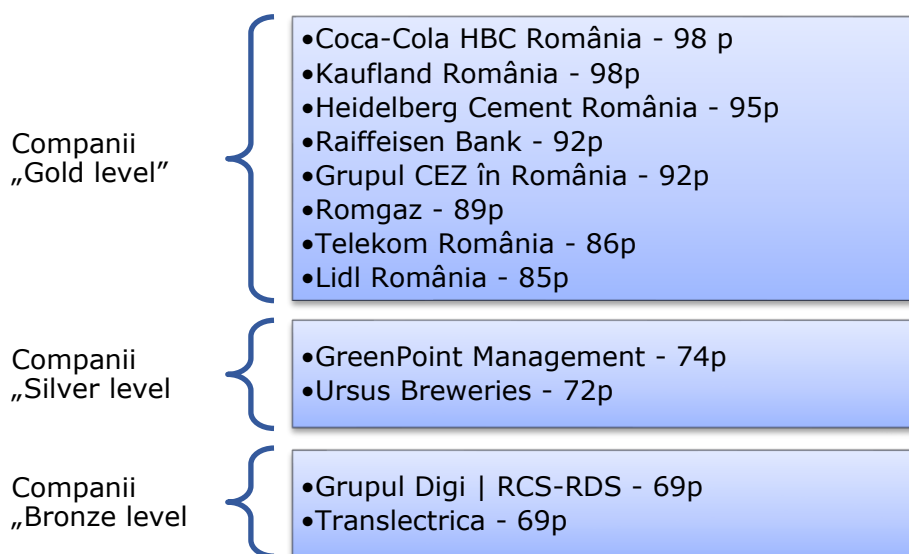 Companii
„Gold level”
•Coca-Cola HBC România - 98 p
•Kaufland România - 98p
•Heidelberg Cement România - 95p
•Raiffeisen Bank - 92p
•Grupul CEZ în România - 92p
•Romgaz - 89p
•Telekom România - 86p
•Lidl România - 85p
Companii
„Silver level
•GreenPoint Management - 74p
•Ursus Breweries - 72p
Companii
„Bronze level
•Grupul Digi | RCS-RDS - 69p
•Translectrica - 69p